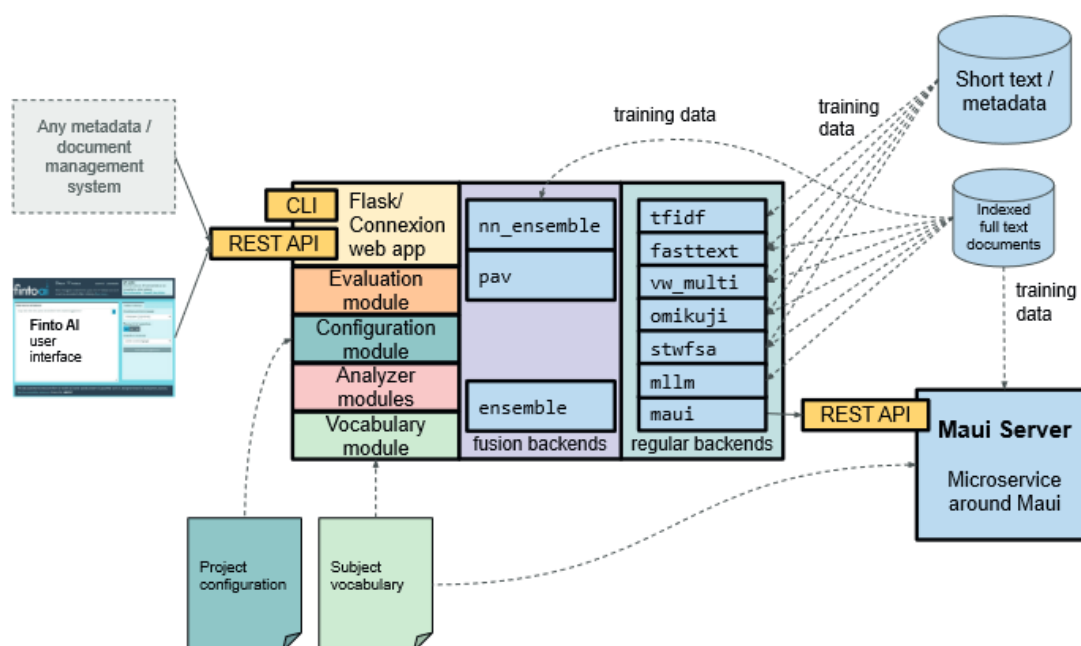 Short text /
metadata
training data
training
data
Any metadata /
document
management
system
CLI
REST API
Flask/
Connexion
web app
Evaluation
module
Configuration
module
Analyzer
modules
Vocabulary
module
nn_ensemble
pav
ensemble
fusion backends
tfidf
fasttext
vw_multi
omikuji
stwfsa
mllm
maui
regular backends
Indexed
full text
documents
training
data
fintoai
Finto AI
user
interface
REST API
Maui Server
Microservice
around Maui
Project
configuration
Subject
vocabulary